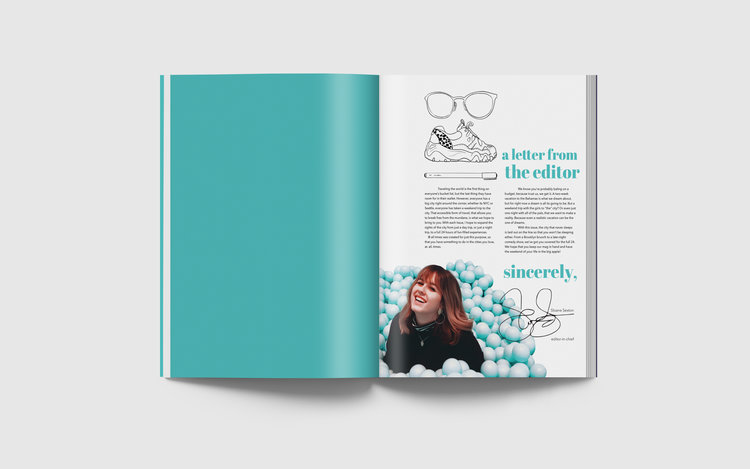 a letter from
the editor
Traveling the world is the first thing on
everyone's bucket list, but the last thing they have
room for in their wallet. However, everyone has a
big city right around the corner, whether its NYC or
Seattle, everyone has taken a weekend trip to the
city. That accessible form of travel, that allows you
to break free from the mundane, is what we hope to
bring to you. With each issue, I hope to expand the
sights of the city from just a day trip, or just a night
trip, to a full 24 hours of fun-filled experiences.
At all times was created for just this purpose, so
that you have something to do in the cities you love,
at, all, times.
We know you're probably baling on a
budget, because trust us, we get it. A two week
vacation to the Bahamas is what we dream about,
but for right now a dream is all its going to be. But a
weekend trip with the girls to "the" city? Or even just
one night with all of the pals, that we want to make a
reality. Because even a realistic vacation can be the
one of dreams.
With this issue, the city that never sleeps
is laid out on the line so that you won't be sleeping
either. From a Brooklyn brunch to a late-night
comedy show, we've got you covered for the full 24.
We hope that you keep our mag in hand and have
the weekend of your life in the big apple!
sincerely,
Shane Sexton
editor-in-chief